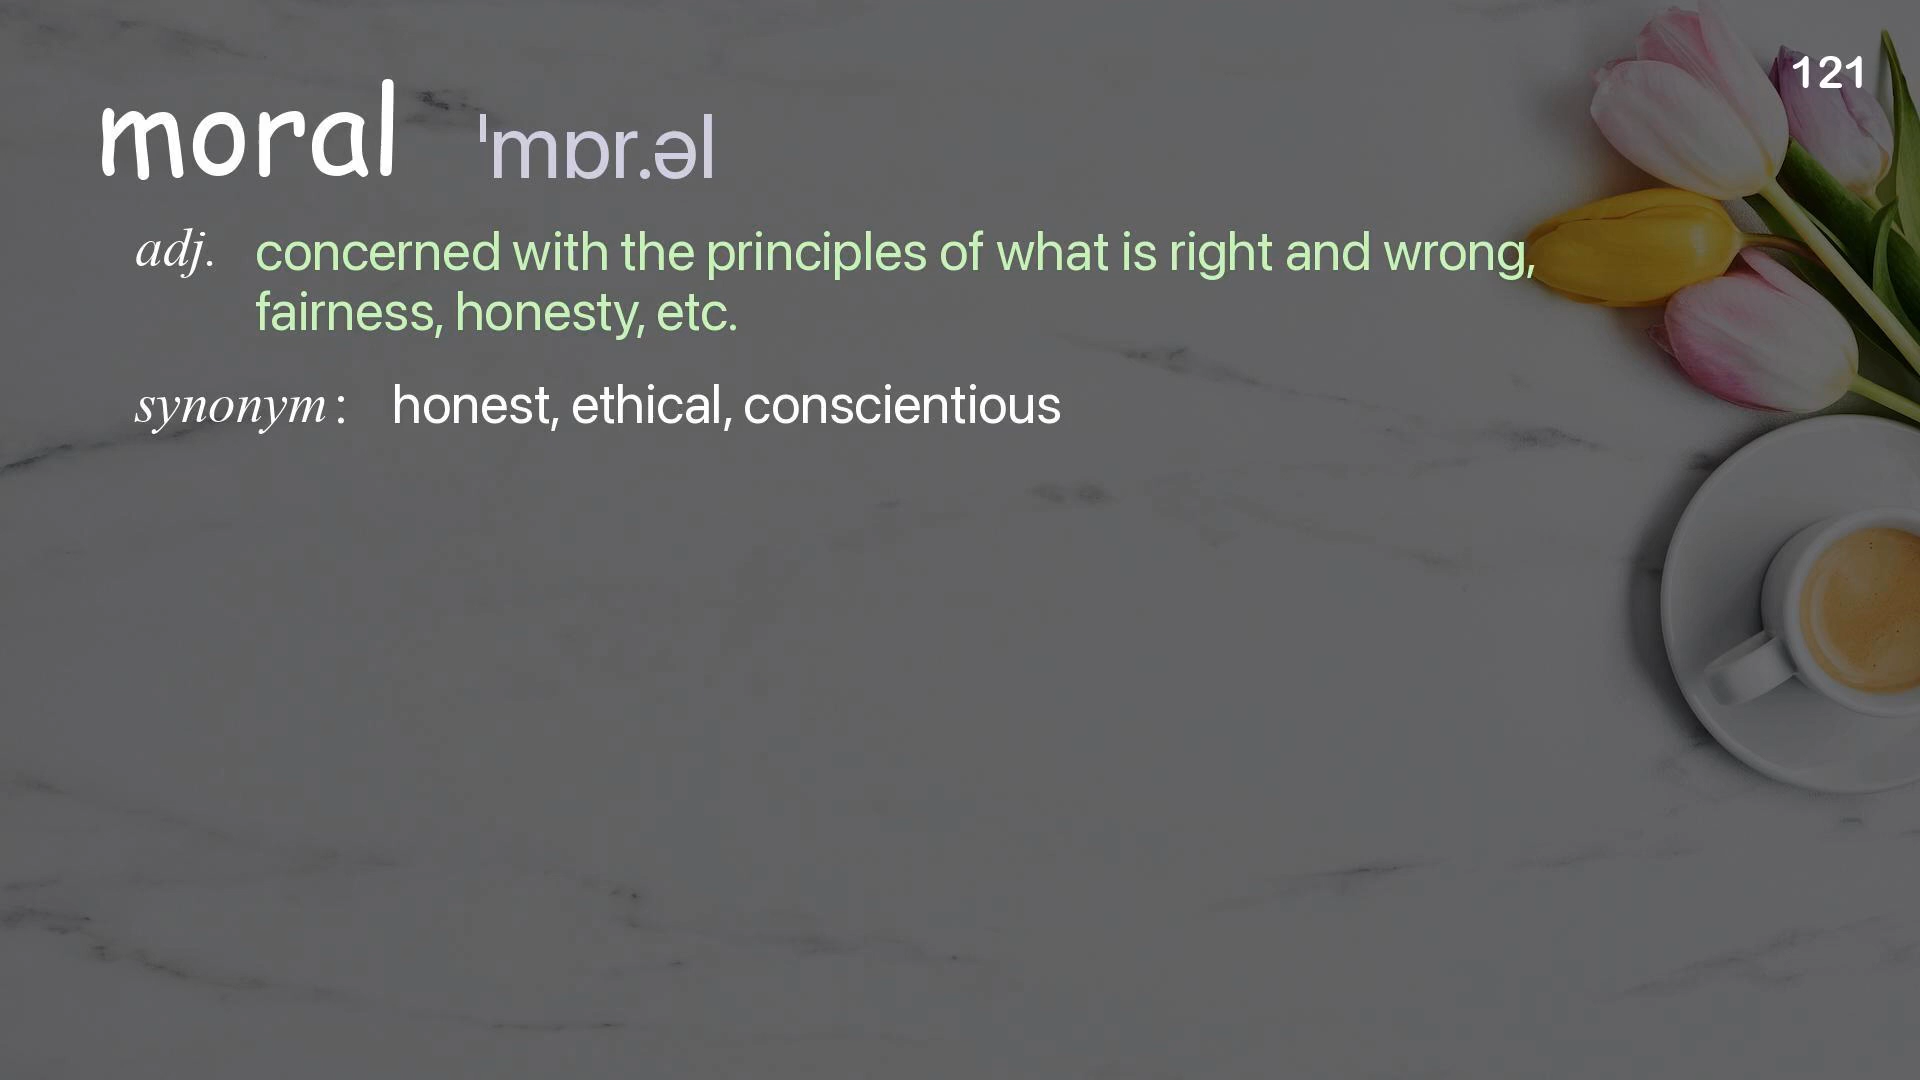 121
moral ˈmɒr.əl
adj. concerned with the principles of what is right and wrong,
fairness, honesty, etc.
synonym : honest, ethical, conscientious